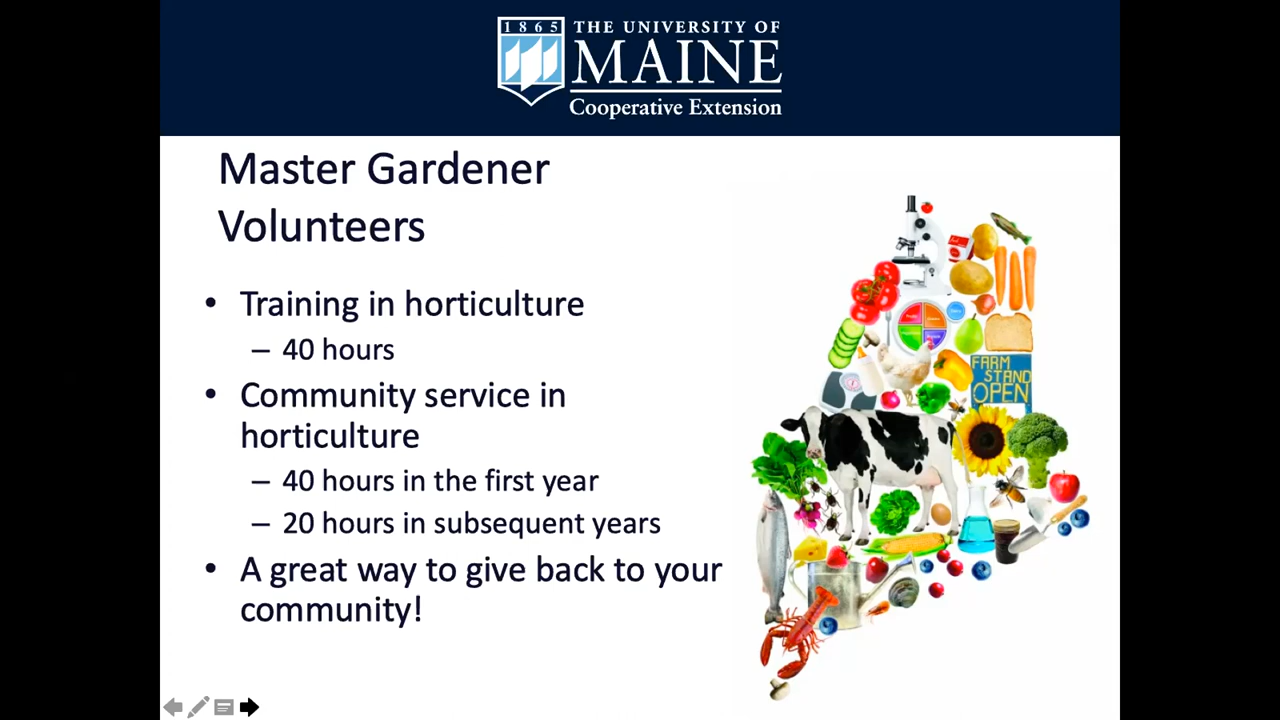 1865
THE UNIVERSITY OF
MAINE
Cooperative Extension
Master Gardener
Volunteers
• Training in horticulture
– 40 hours
• Community service in
horticulture
– 40 hours in the first year
– 20 hours in subsequent years
• A great way to give back to your
community!
FARM
STAND
OPEN